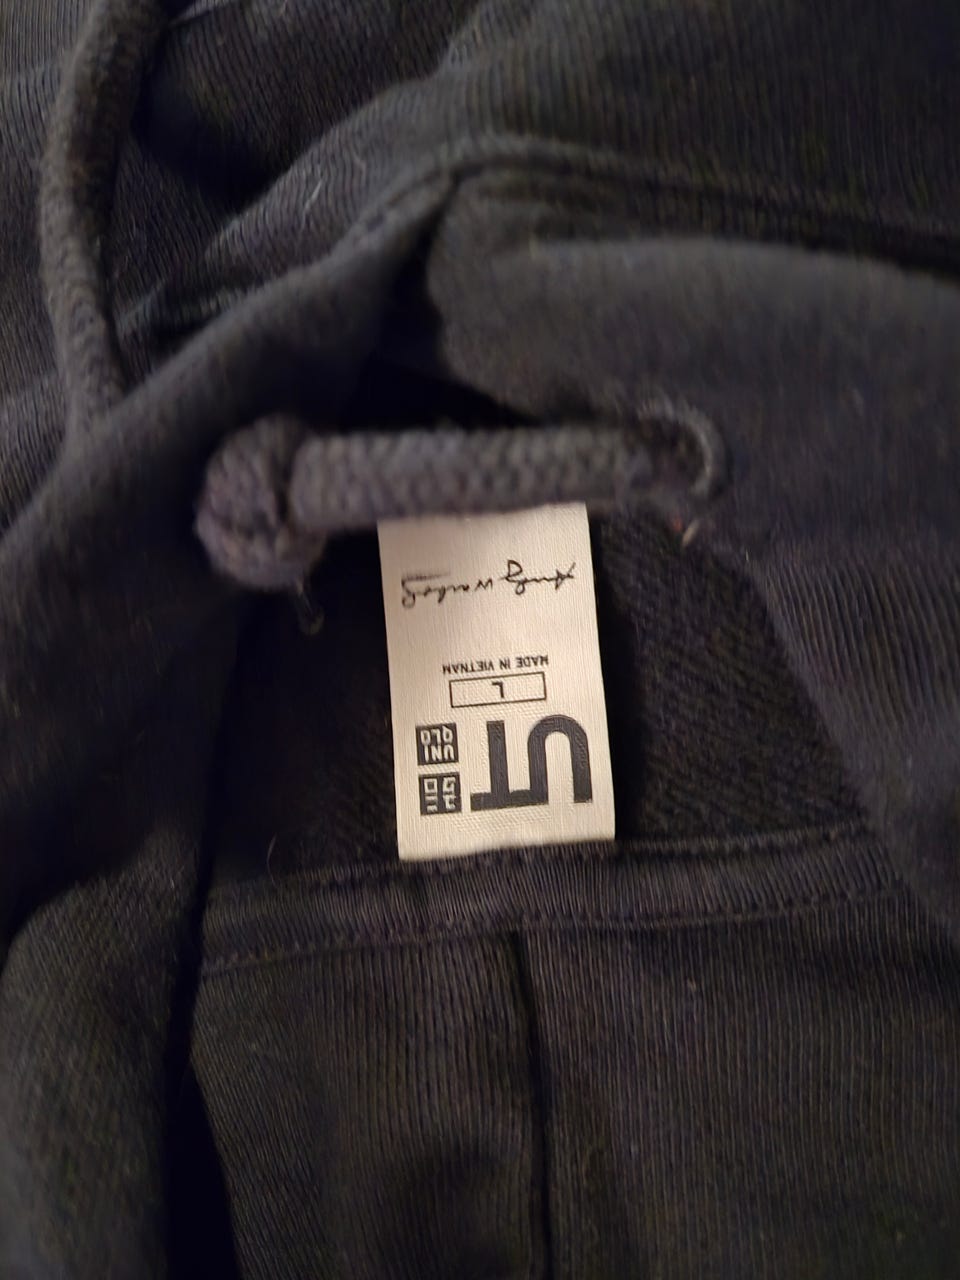 UT
ユニ
クロ
UNI
QLO
L
MADE IN VIETNAM
Andy Warhol